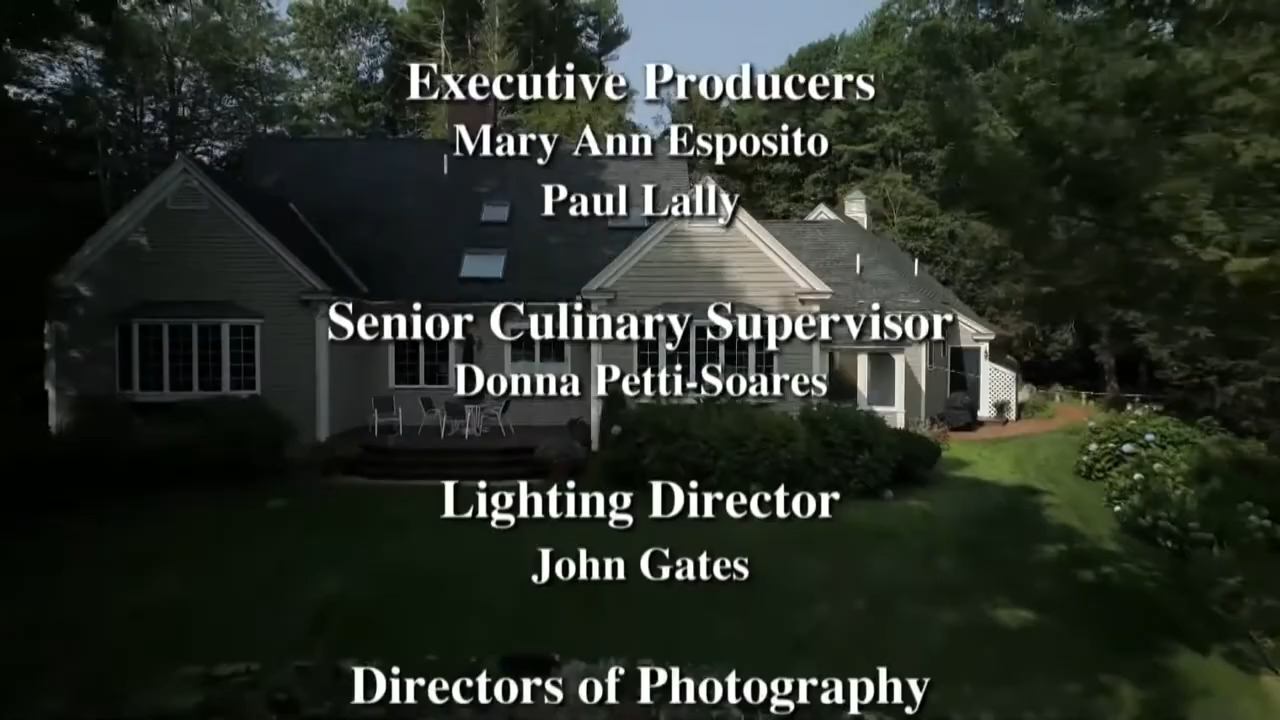 Executive Producers
Mary Ann Esposito
Paul Lally
Senior Culinary Supervisor
Donna Petti-Soares
Lighting Director
John Gates
Directors of Photography